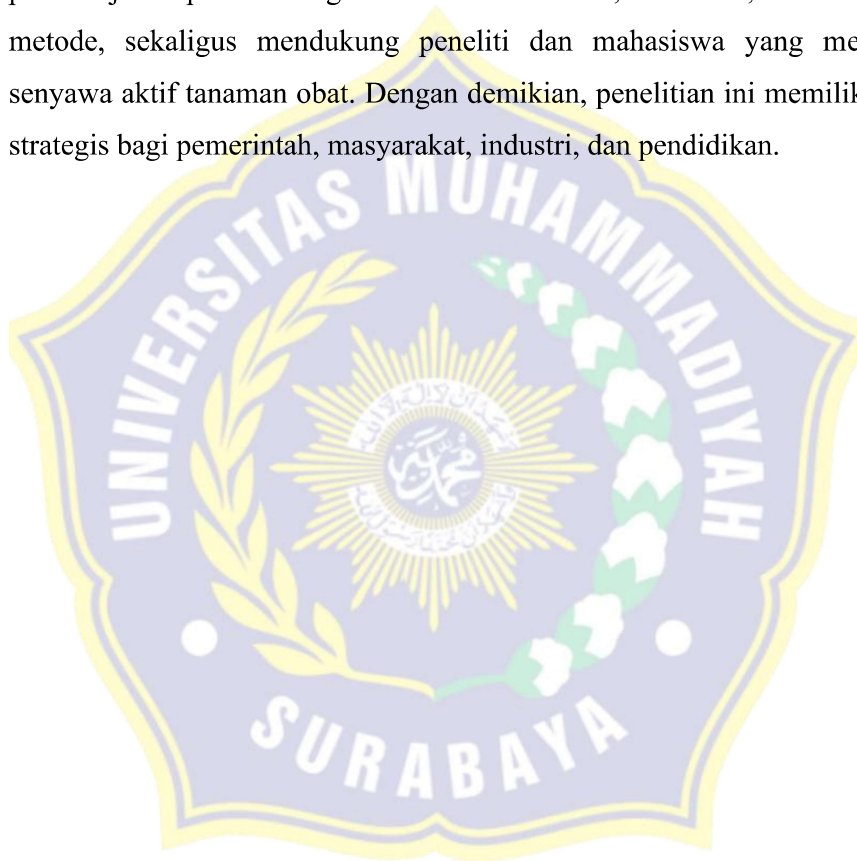 metode, sekaligus mendukung peneliti dan mahasiswa yang me
senyawa aktif tanaman obat. Dengan demikian, penelitian ini memilik
strategis bagi pemerintah, masyarakat, industri, dan pendidikan.
UNIVERSITAS MUHAMMADIYAH
محمدية
SURABAYA